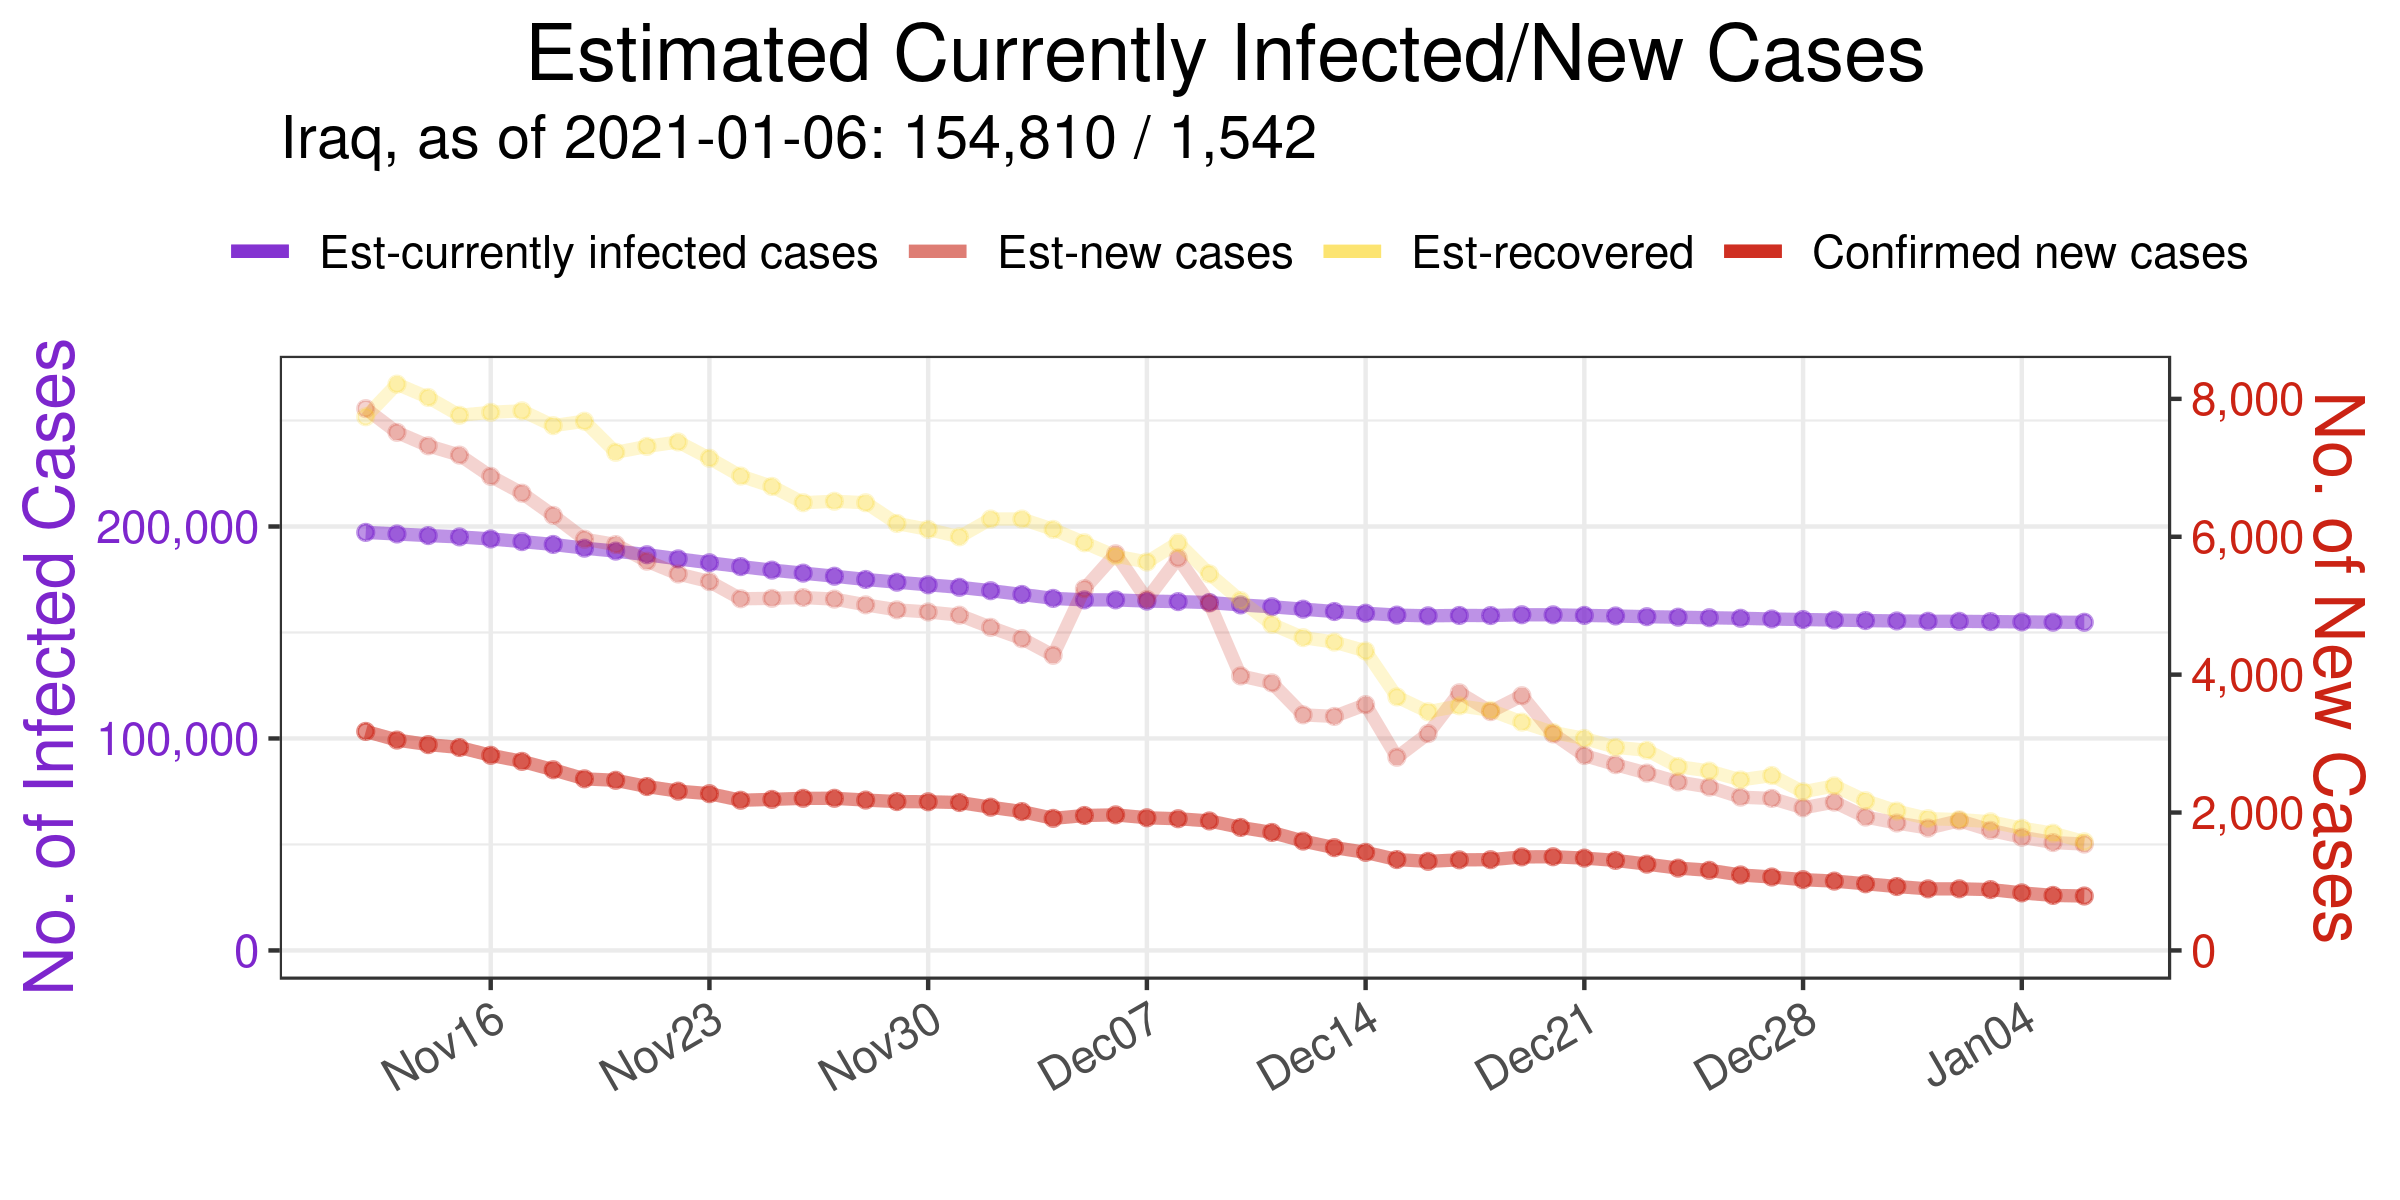 Estimated Currently Infected/New Cases
Iraq, as of 2021-01-06: 154,810 / 1,542
Est-currently infected cases Est-new cases Est-recovered Confirmed new cases
No. of Infected Cases
200,000
100,000
0
8,000
6,000
4,000
2,000
0
No. of New Cases
Nov16 Nov23 Nov30 Dec07 Dec14 Dec21 Dec28 Jan04